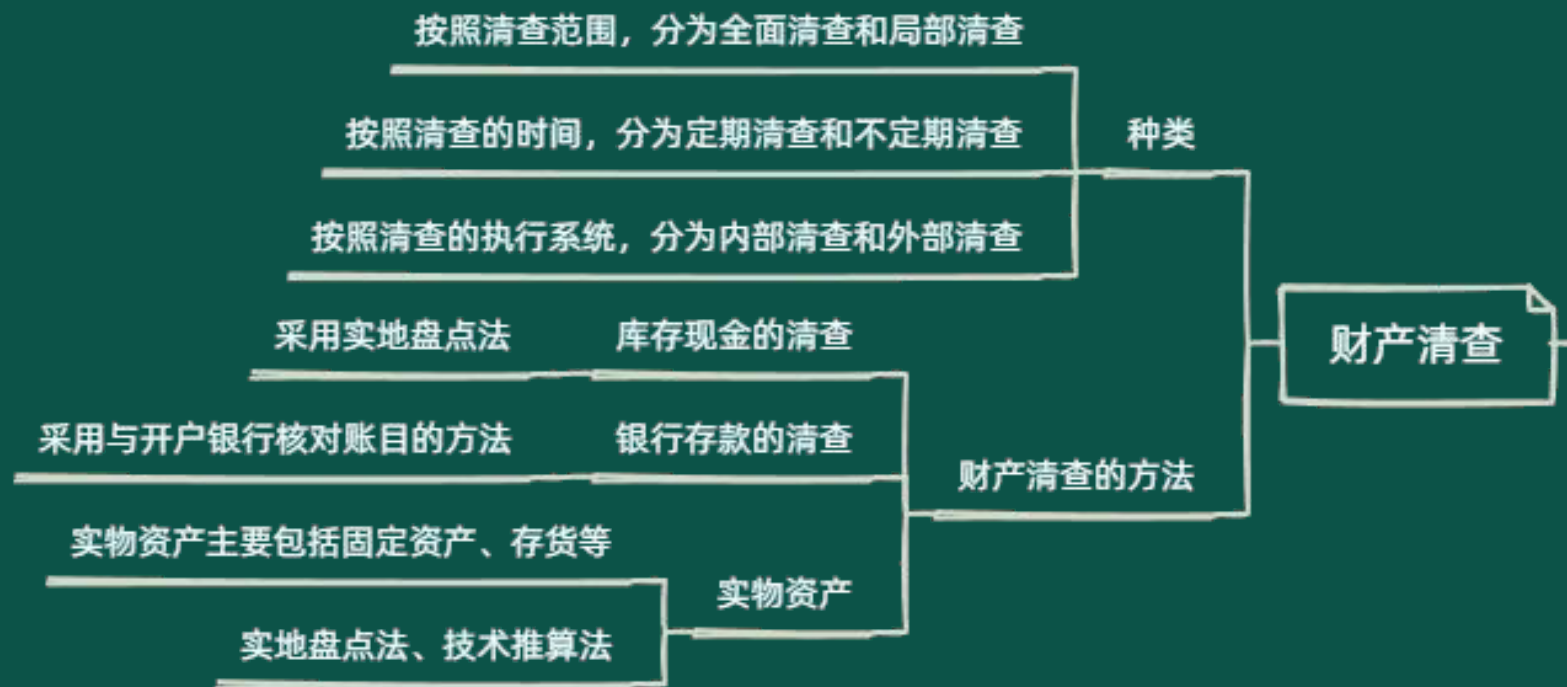 按照清查范围，分为全面清查和局部清查
按照清查的时间，分为定期清查和不定期清查
种类
按照清查的执行系统，分为内部清查和外部清查
采用实地盘点法
库存现金的清查
财产清查
采用与开户银行核对账目的方法
银行存款的清查
财产清查的方法
实物资产主要包括固定资产、存货等
实物资产
实地盘点法、技术推算法